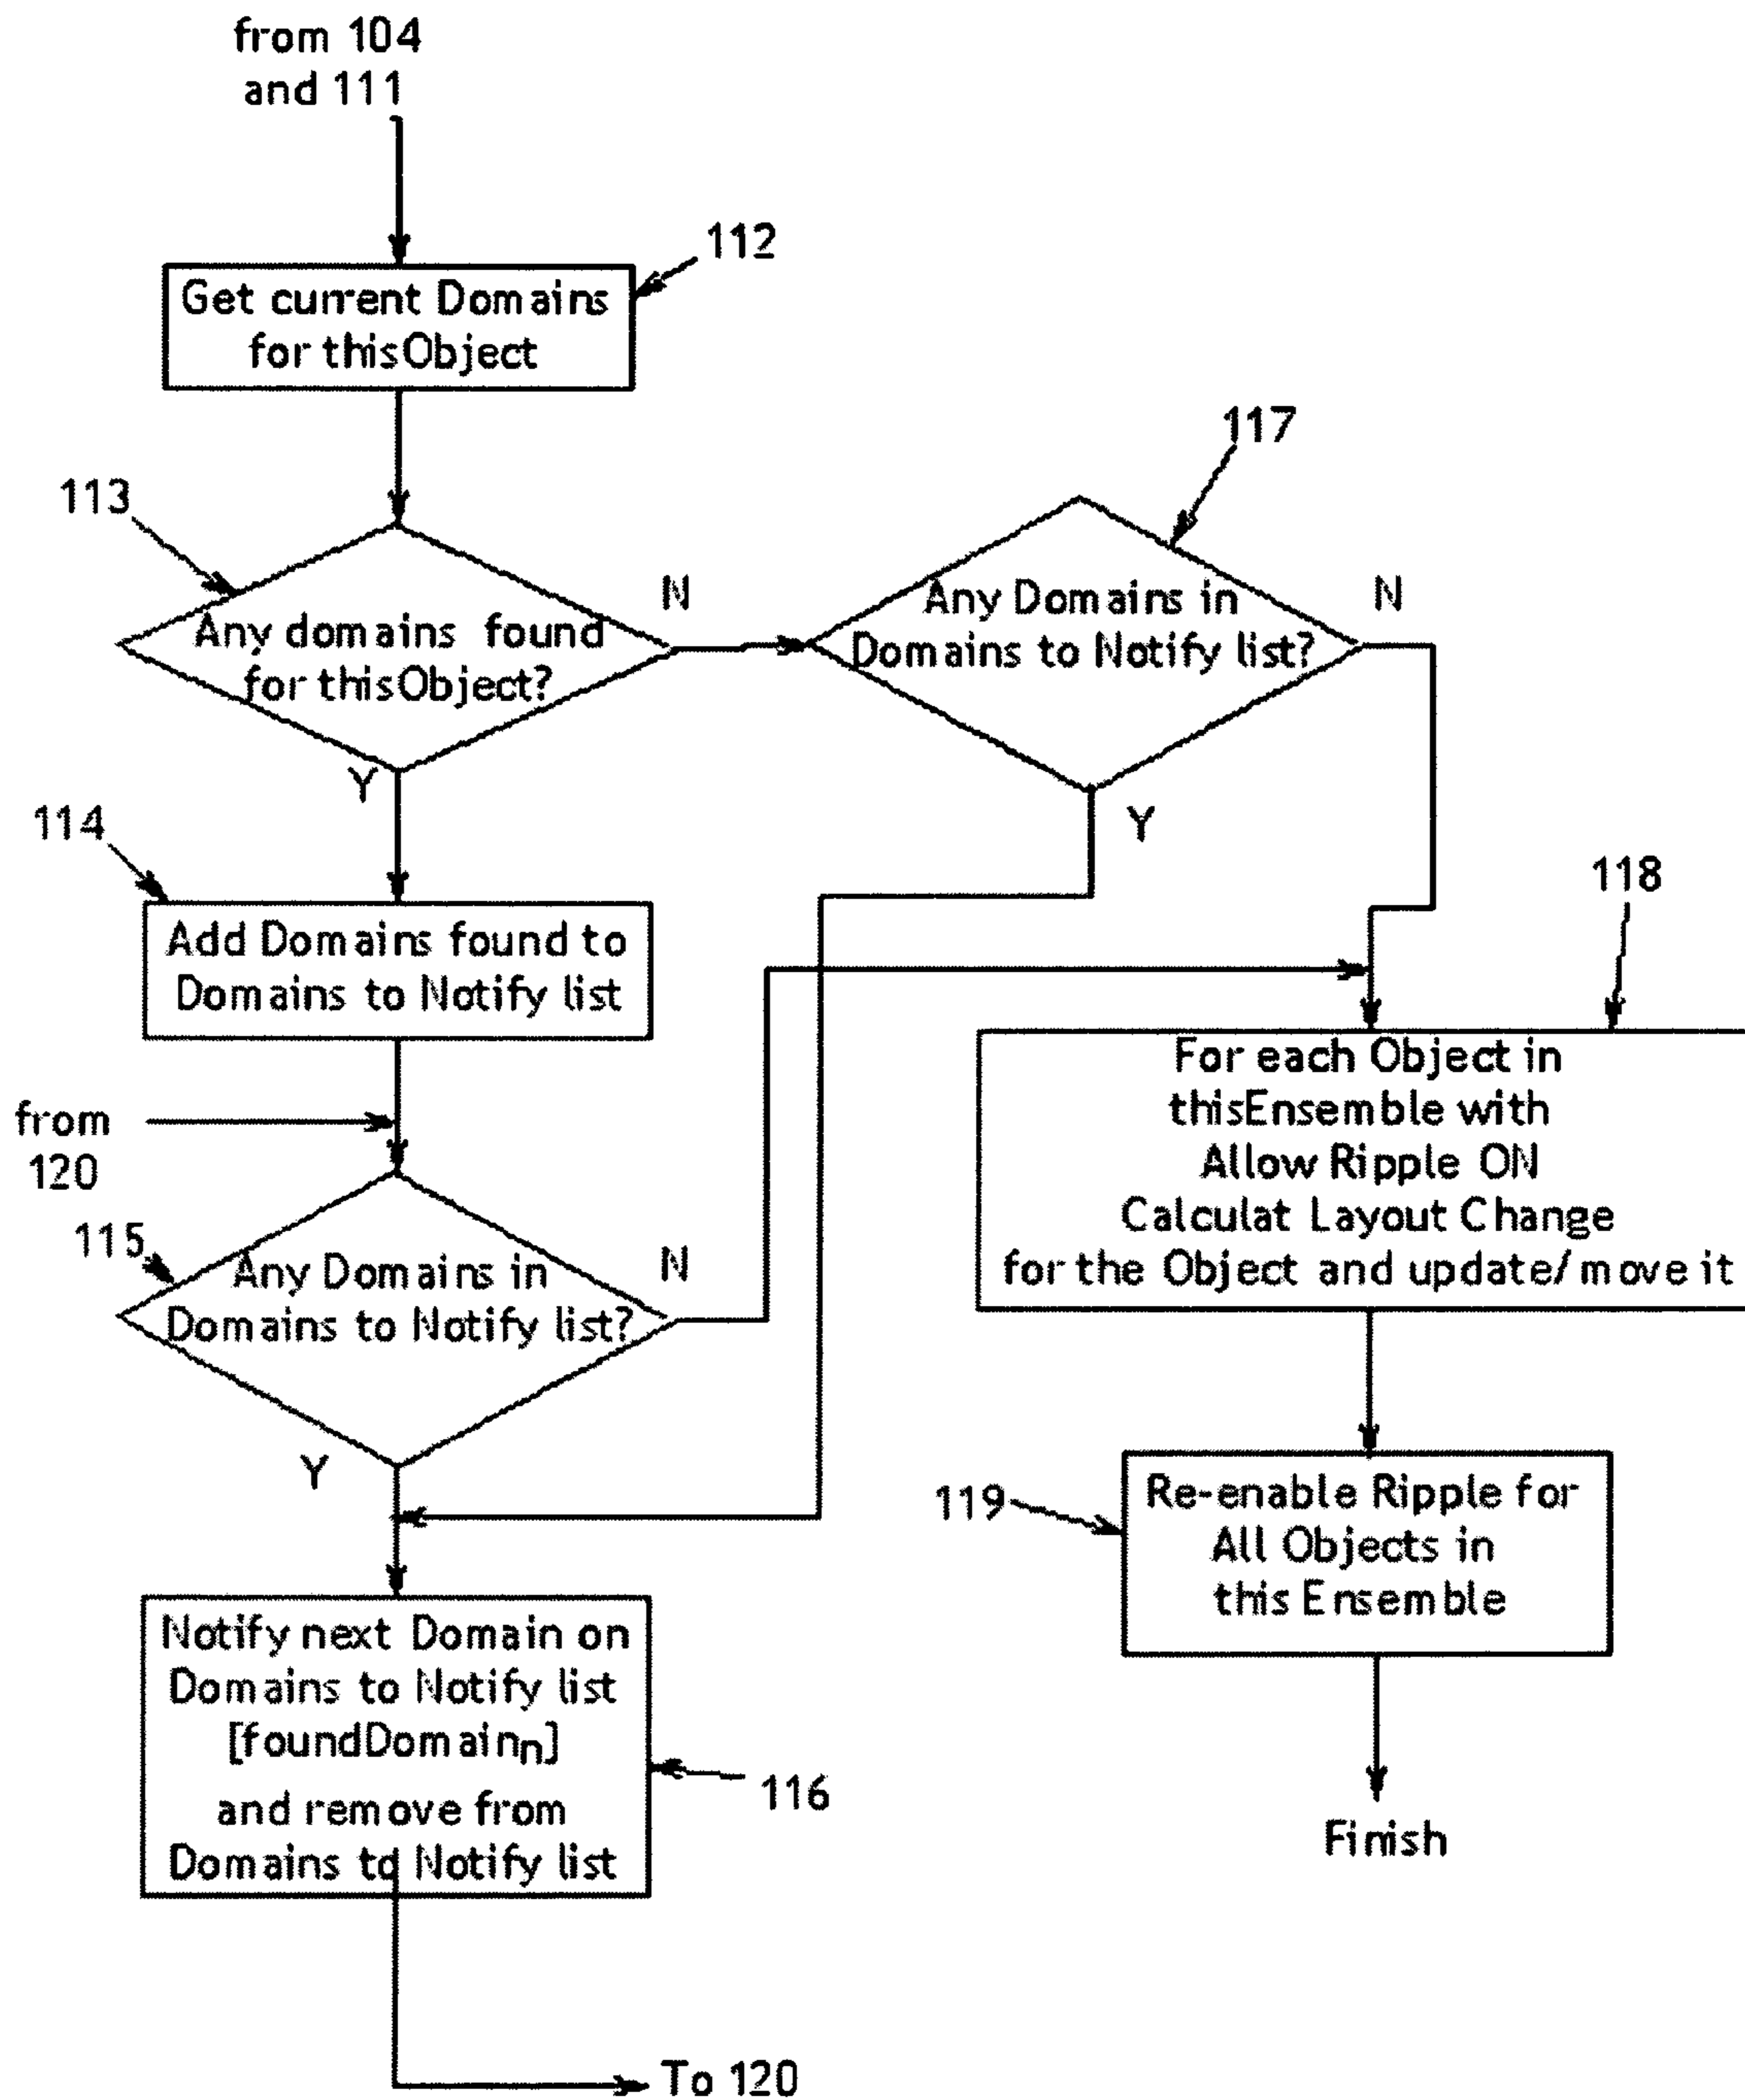 from 104
and 111
112
Get current Domains
for thisObject
117
113
N
Any domains found
for thisObject?
Any Domains in
Domains to Notify list?
N
Y
Y
114
118
Add Domains found to
Domains to Notify list
For each Object in
thisEnsemble with
Allow Ripple ON
Calculat Layout Change
for the Object and update/move it
from
120
115
Any Domains in
Domains to Notify list?
N
Y
119
Re-enable Ripple for
All Objects in
this Ensemble
Notify next Domain on
Domains to Notify list
[foundDomainn]
and remove from
Domains to Notify list
116
Finish
To 120